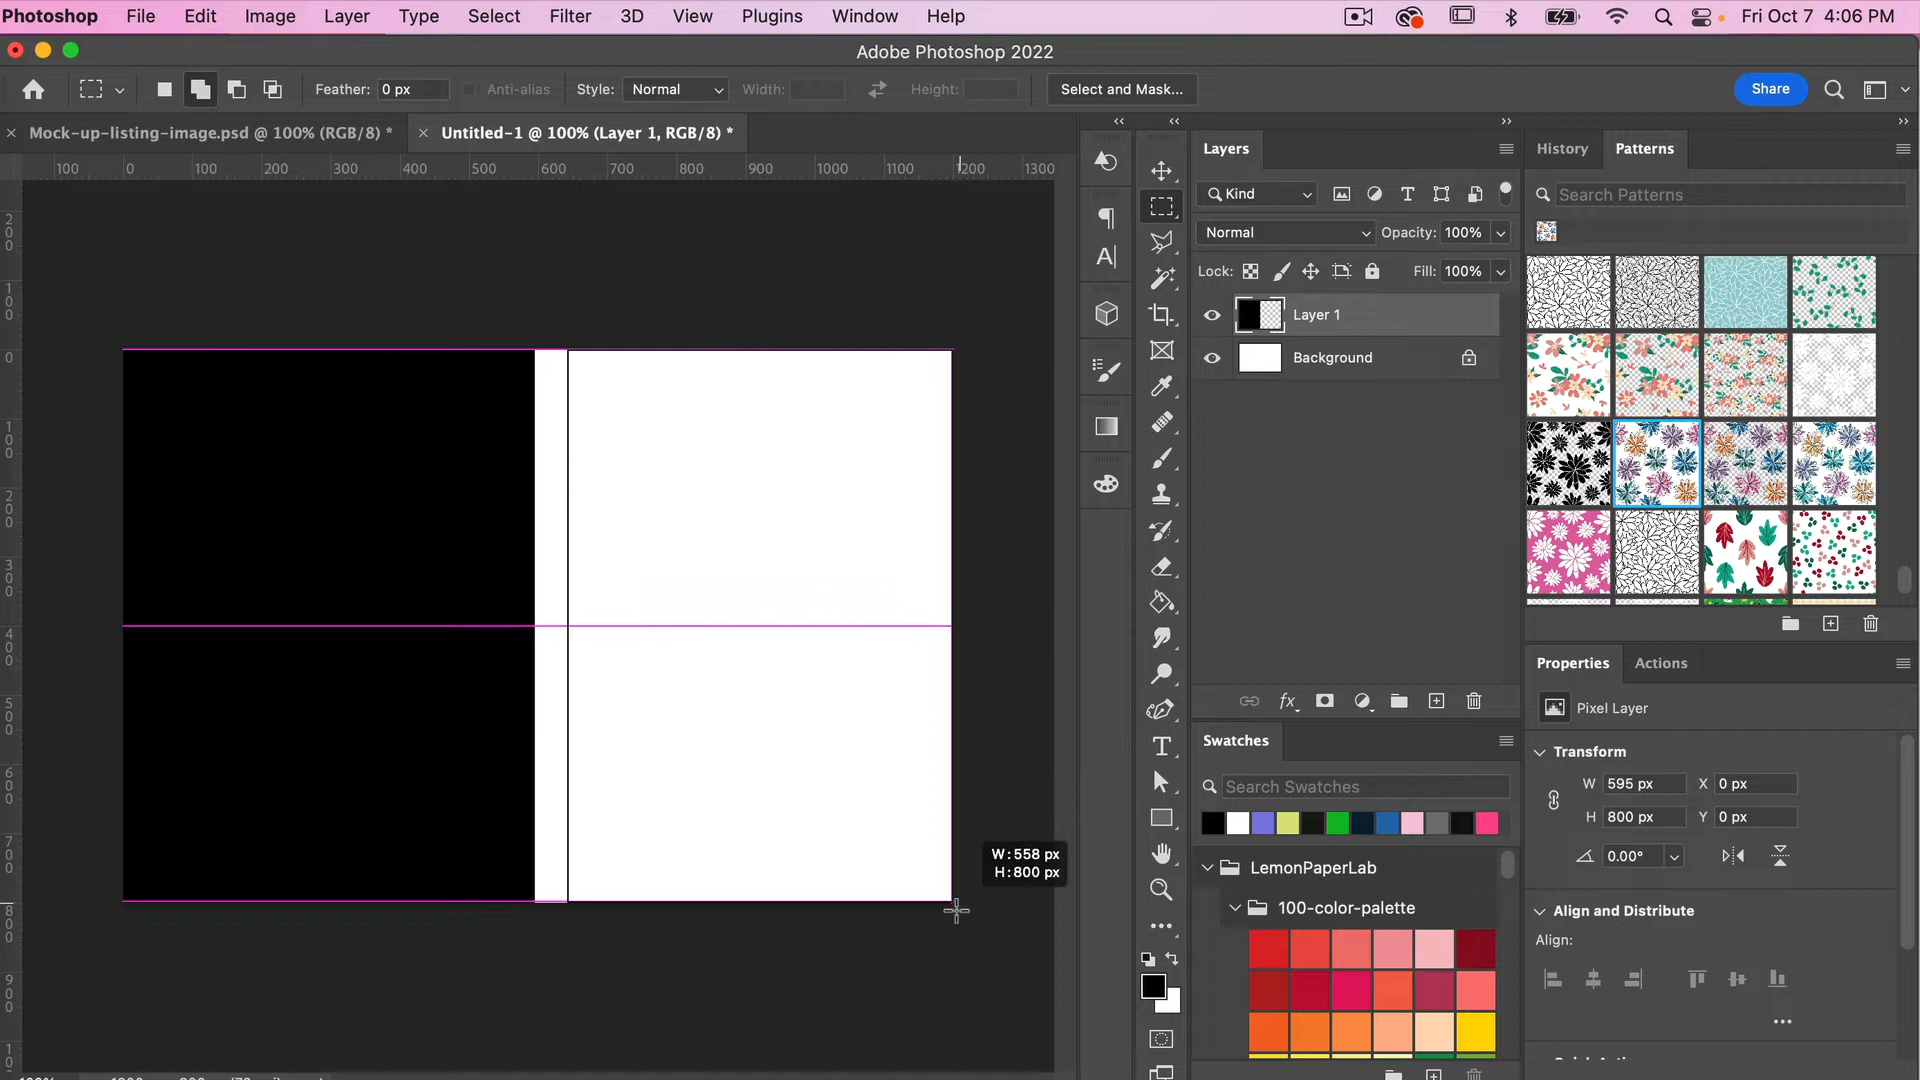 Photoshop File Edit Image Layer Type Select Filter 3D View Plugins Window Help Fri Oct 7 4:06 PM
Adobe Photoshop 2022
Feather: 0 px Anti-alias Style: Normal Width: Height: Select and Mask... Share
Mock-up-listing-image.psd @ 100% (RGB/8) * Untitled-1 @ 100% (Layer 1, RGB/8) *
100 0 100 200 300 400 500 600 700 800 900 1000 1100 1200 1300
200
100
0
100
200
300
400
500
600
700
800
900
W: 558 px
H: 800 px
Layers
Kind
Normal Opacity: 100%
Lock: Fill: 100%
Layer 1
Background
fx
Swatches
Search Swatches
LemonPaperLab
100-color-palette
History Patterns
Search Patterns
Properties Actions
Pixel Layer
Transform
W 595 px X 0 px
H 800 px Y 0 px
0.00°
Align and Distribute
Align: